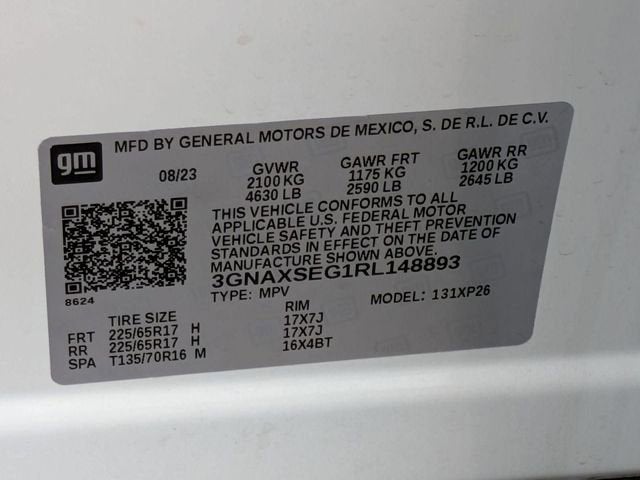 gm
MFD BY GENERAL MOTORS DE MEXICO, S. DE R.L. DE C.V.
08/23 GVWR GAWR FRT GAWR RR
2100 KG 1175 KG 1200 KG
4630 LB 2590 LB 2645 LB
THIS VEHICLE CONFORMS TO ALL
APPLICABLE U.S. FEDERAL MOTOR
VEHICLE SAFETY AND THEFT PREVENTION
STANDARDS IN EFFECT ON THE DATE OF
MANUFACTURE SHOWN ABOVE.
3GNAXSEG1RL148893
8624
TYPE: MPV MODEL: 131XP26
TIRE SIZE RIM
FRT 225/65R17 H 17X7J
RR 225/65R17 H 17X7J
SPA T135/70R16 M 16X4BT